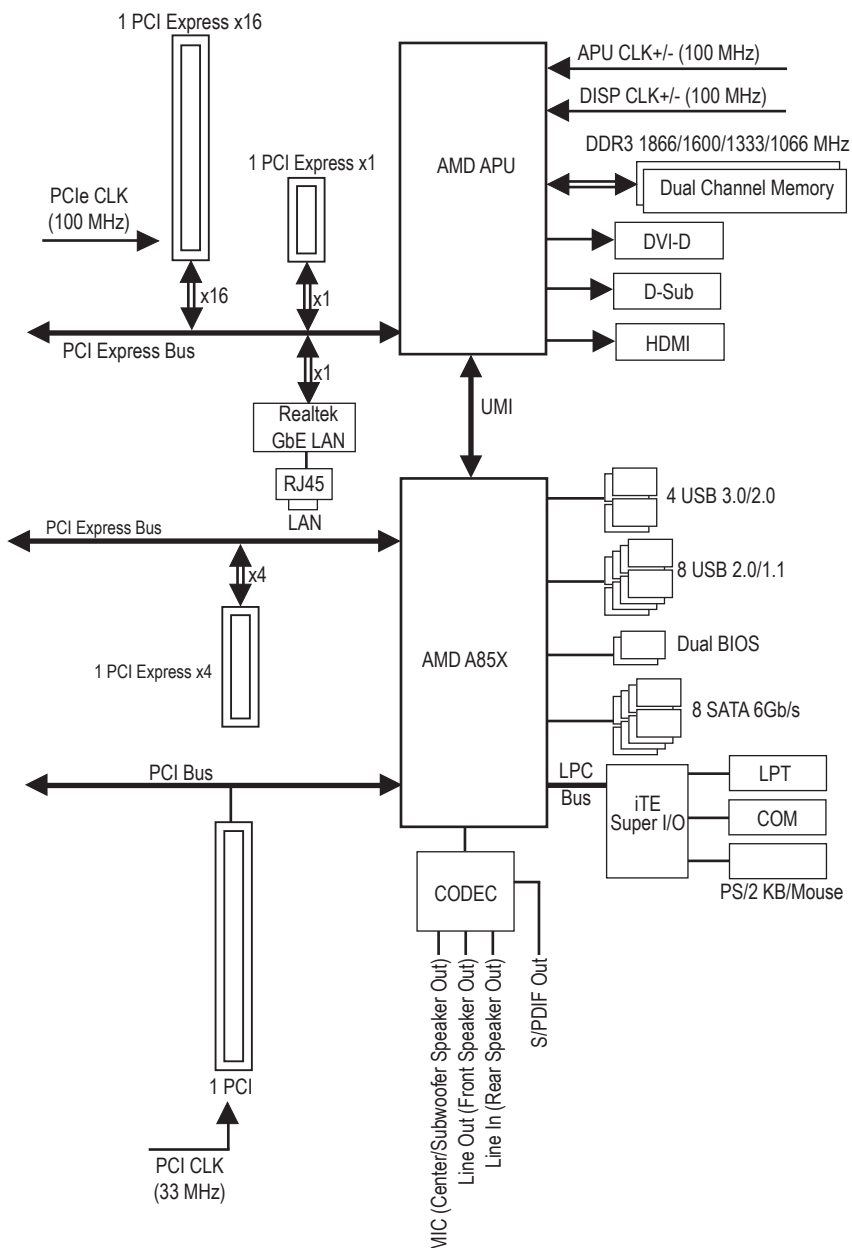 1 PCI Express x16
APU CLK+/- (100 MHz)
DISP CLK+/- (100 MHz)
DDR3 1866/1600/1333/1066 MHz
AMD APU
1 PCI Express x1
Dual Channel Memory
PCIe CLK
(100 MHz)
DVI-D
x16
x1
D-Sub
PCI Express Bus
HDMI
x1
UMI
Realtek
GbE LAN
RJ45
LAN
4 USB 3.0/2.0
PCI Express Bus
x4
8 USB 2.0/1.1
1 PCI Express x4
AMD A85X
Dual BIOS
8 SATA 6Gb/s
PCI Bus
LPC
Bus
iTE
Super I/O
LPT
COM
PS/2 KB/Mouse
CODEC
MIC (Center/Subwoofer Speaker Out)
Line Out (Front Speaker Out)
Line In (Rear Speaker Out)
S/PDIF Out
1 PCI
PCI CLK
(33 MHz)